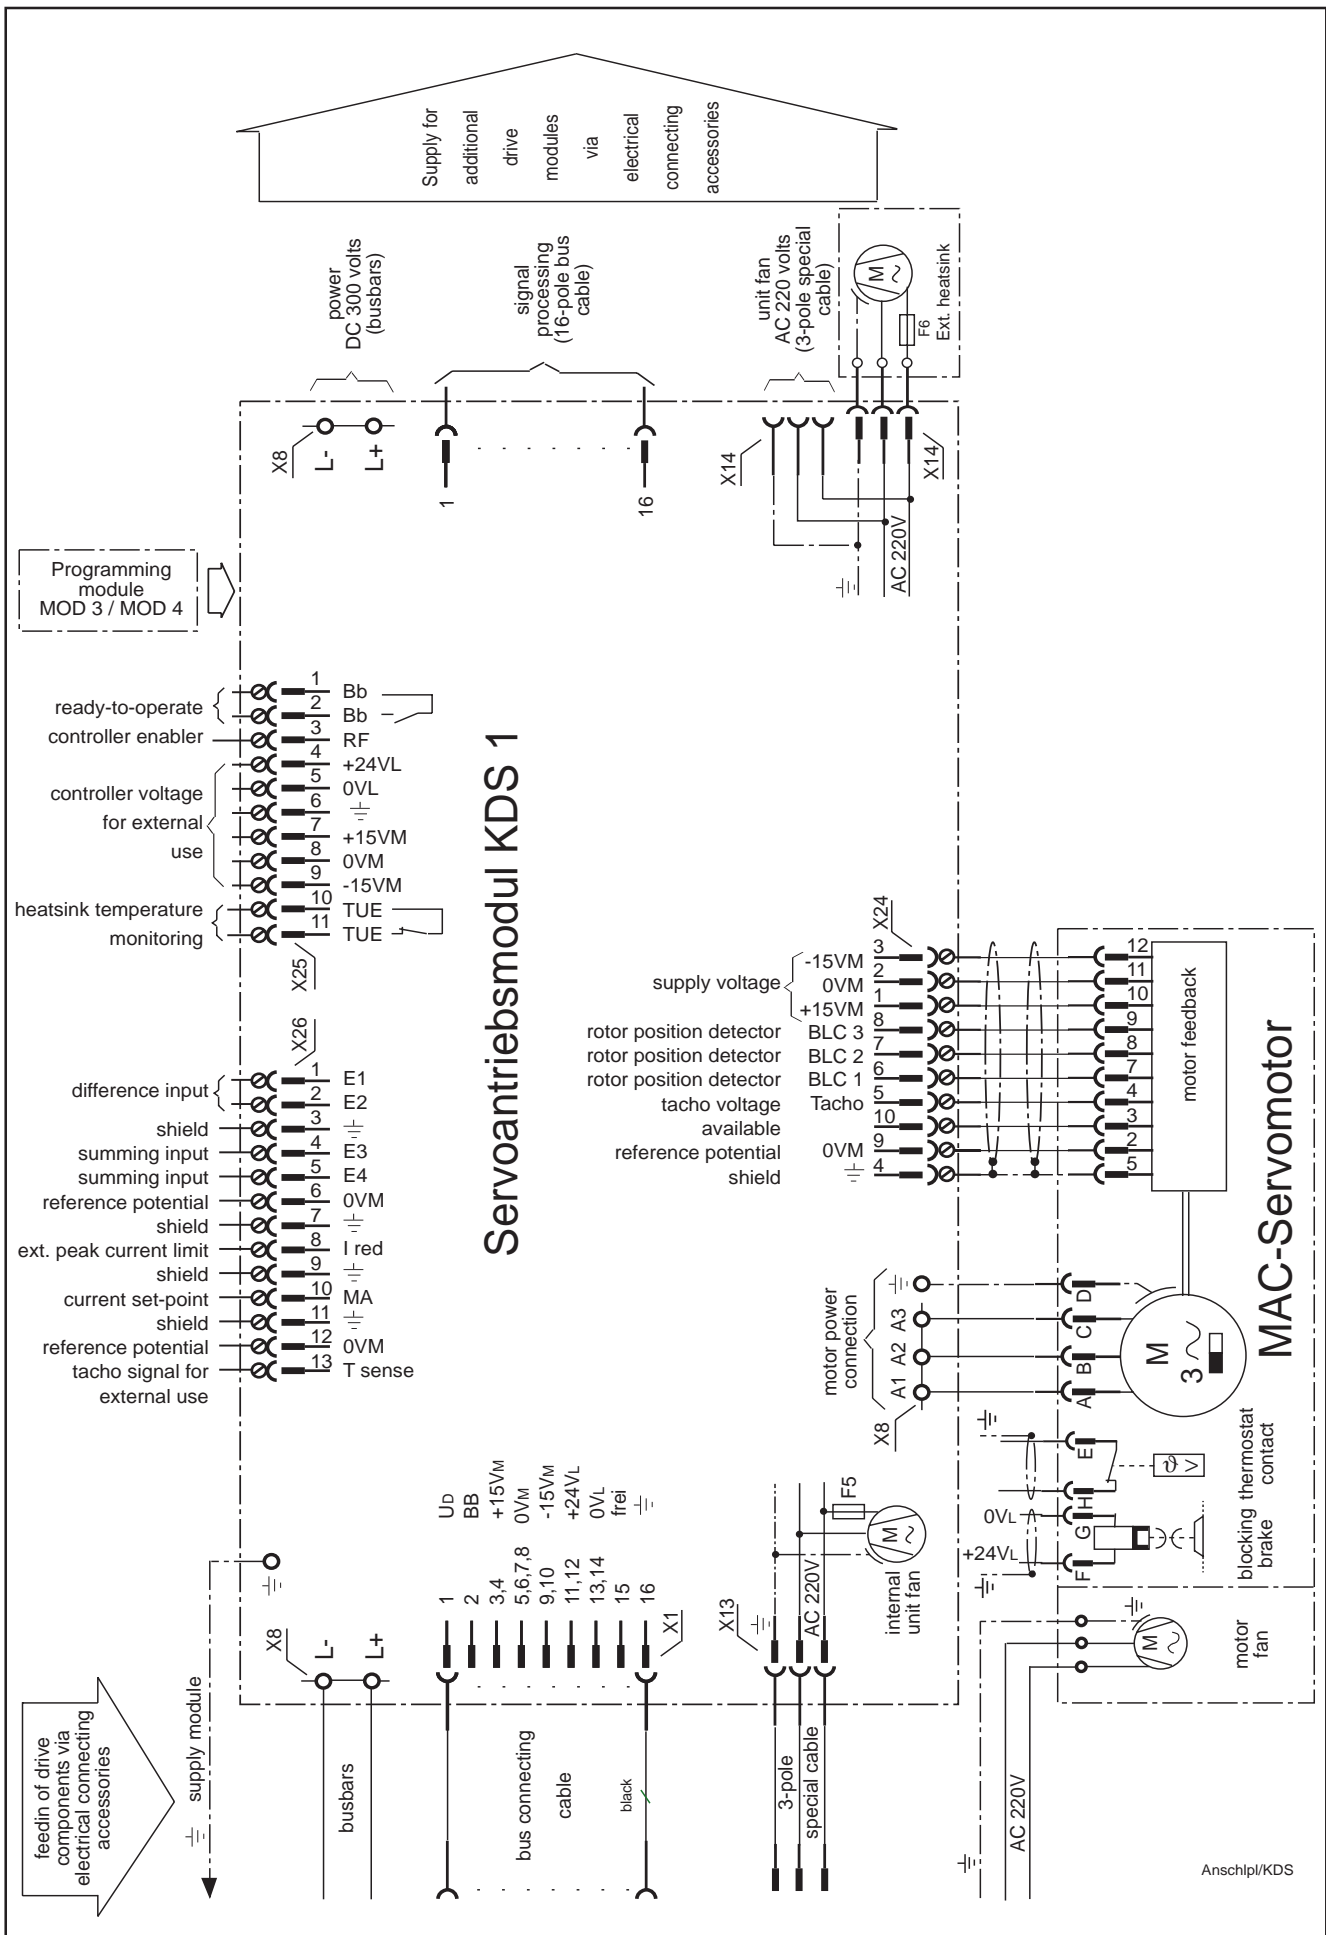 Supply for
additional
drive
modules
via
electrical
connecting
accessories
power
DC 300 volts
(busbars)
signal
processing
(16-pole bus
cable)
unit fan
AC 220 volts
(3-pole special
cable)
M
F6
Ext. heatsink
X8
L-
L+
1
16
X14
X14
AC 220V
Programming
module
MOD 3 / MOD 4
ready-to-operate
controller enabler
controller voltage
for external
use
heatsink temperature
monitoring
1 Bb
2 Bb
3 RF
4 +24VL
5 0VL
6
7 +15VM
8 0VM
9 -15VM
10 TUE
11 TUE
X25
X26
difference input
1 E1
2 E2
shield 3
summing input 4 E3
summing input 5 E4
reference potential 6 0VM
shield 7
ext. peak current limit 8 I red
shield 9
current set-point 10 MA
shield 11
reference potential 12 0VM
tacho signal for 13 T sense
external use
Servoantriebsmodul KDS 1
X24
supply voltage
-15VM 3 12
0VM 2 11
+15VM 1 10
rotor position detector BLC 3 8 9
rotor position detector BLC 2 7 8
rotor position detector BLC 1 6 7
tacho voltage Tacho 5 4
available 10 3
reference potential 0VM 9 2
shield 4 5
motor feedback
MAC-Servomotor
motor power
connection
A3
A2
A1
X8
D
C
B
A
M
3
E
H
G
F
0VL
+24VL
ϑ >
thermostat
contact
blocking
brake
M
motor
fan
AC 220V
UD
BB
+15VM
0VM
-15VM
+24VL
0VL
frei
1
2
3,4
5,6,7,8
9,10
11,12
13,14
15
16
X1
X13
AC 220V
F5
M
internal
unit fan
X8
L-
L+
supply module
feedin of drive
components via
electrical connecting
accessories
busbars
bus connecting
cable
black
3-pole
special cable
Anschlpl/KDS